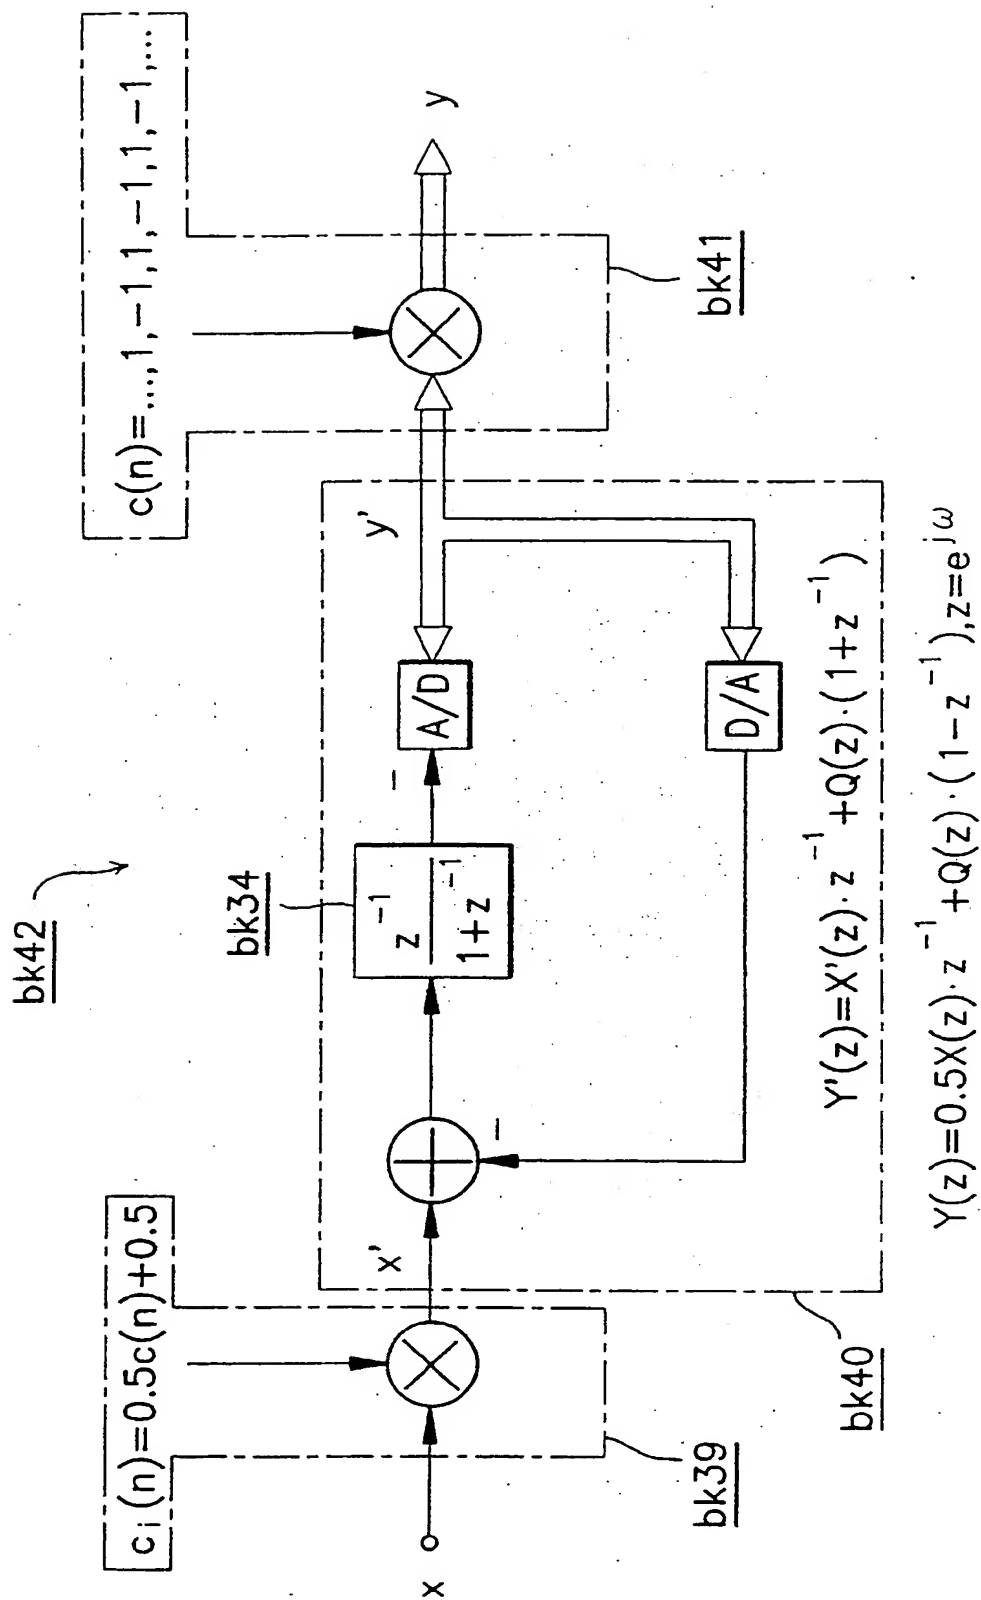 bk42
c(n)=...,1,-1,1,-1,1,-1,...
c_i(n)=0.5c(n)+0.5
x
x'
−
bk34
z^-1
1+z^-1
−
A/D
D/A
y'
y
bk39
bk40
bk41
Y'(z)=X'(z)·z^-1+Q(z)·(1+z^-1)
Y(z)=0.5X(z)·z^-1+Q(z)·(1-z^-1),z=e^jω